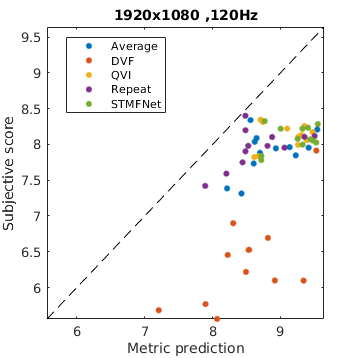 1920x1080 ,120Hz
Average
DVF
QVI
Repeat
STMFNet
9.5
9
8.5
8
7.5
7
6.5
6
Subjective score
6 7 8 9
Metric prediction